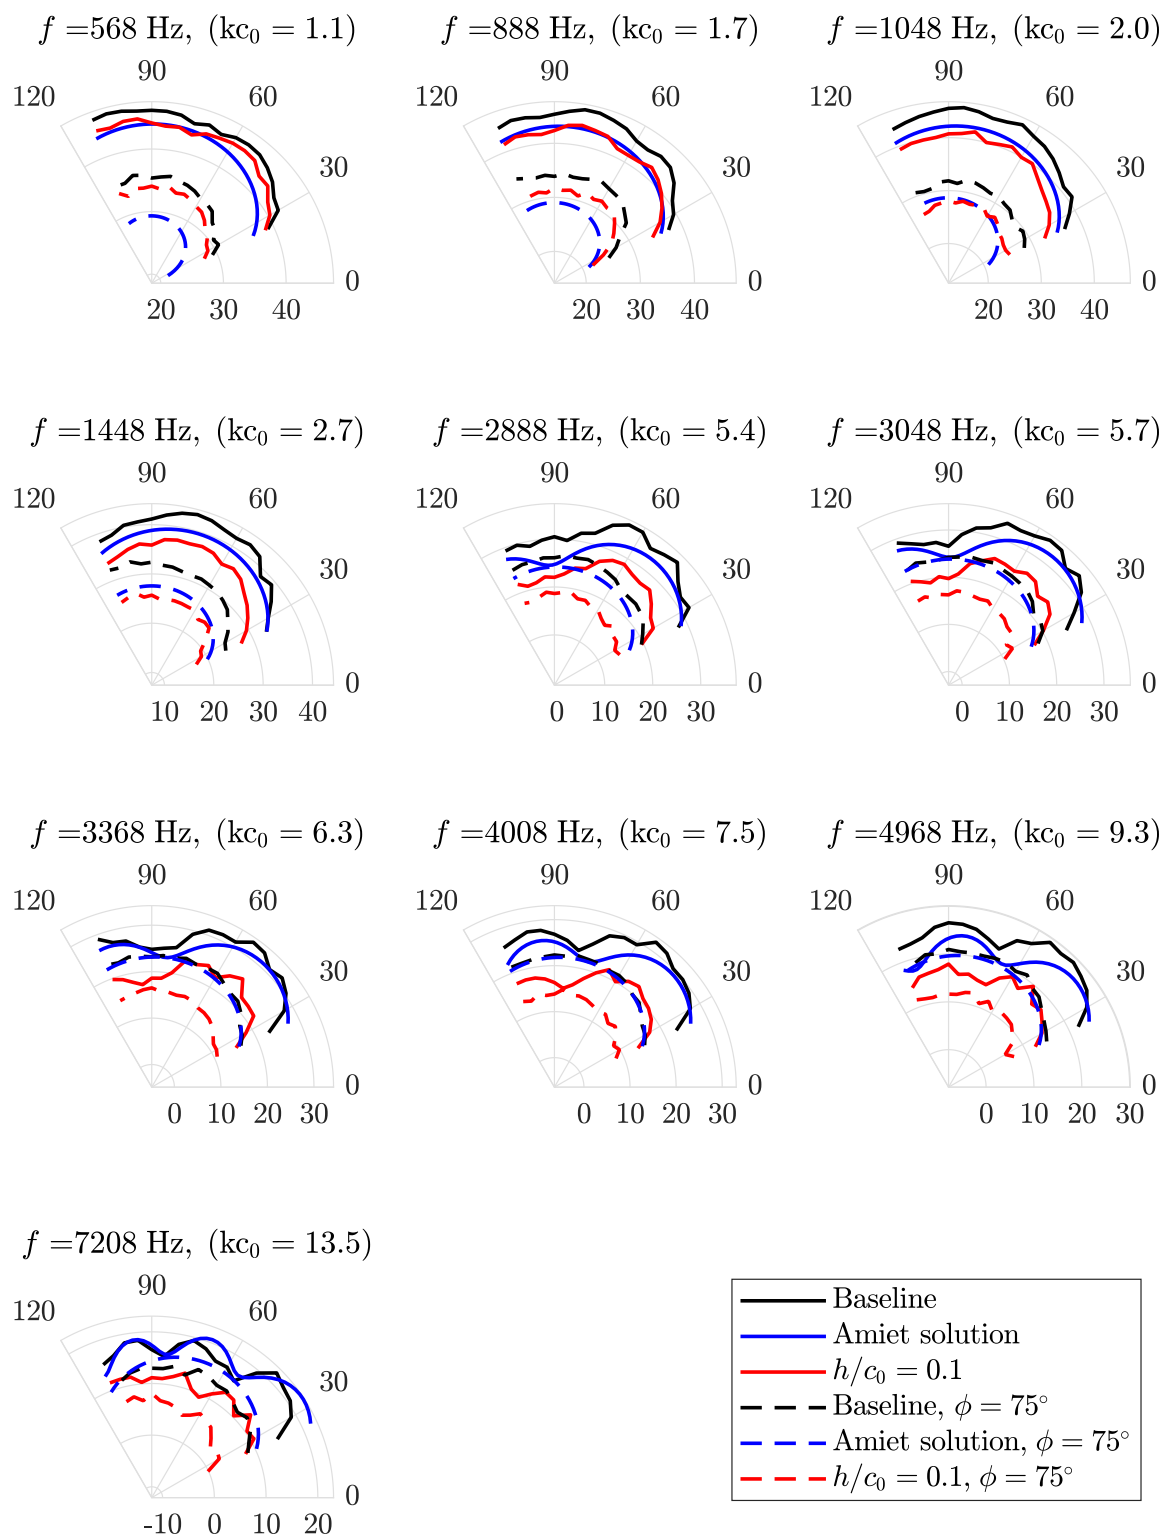 f =568 Hz, (kc₀ = 1.1)
f =888 Hz, (kc₀ = 1.7)
f =1048 Hz, (kc₀ = 2.0)
90
90
90
120
60
120
60
120
60
30
30
30
0
0
0
20 30 40
20 30 40
20 30 40
f =1448 Hz, (kc₀ = 2.7)
f =2888 Hz, (kc₀ = 5.4)
f =3048 Hz, (kc₀ = 5.7)
90
90
90
120
60
120
60
120
60
30
30
30
0
0
0
10 20 30 40
0 10 20 30
0 10 20 30
f =3368 Hz, (kc₀ = 6.3)
f =4008 Hz, (kc₀ = 7.5)
f =4968 Hz, (kc₀ = 9.3)
90
90
90
120
60
120
60
120
60
30
30
30
0
0
0
0 10 20 30
0 10 20 30
0 10 20 30
f =7208 Hz, (kc₀ = 13.5)
90
120
60
30
0
-10 0 10 20
Baseline
Amiet solution
h/c₀ = 0.1
Baseline, ϕ = 75°
Amiet solution, ϕ = 75°
h/c₀ = 0.1, ϕ = 75°